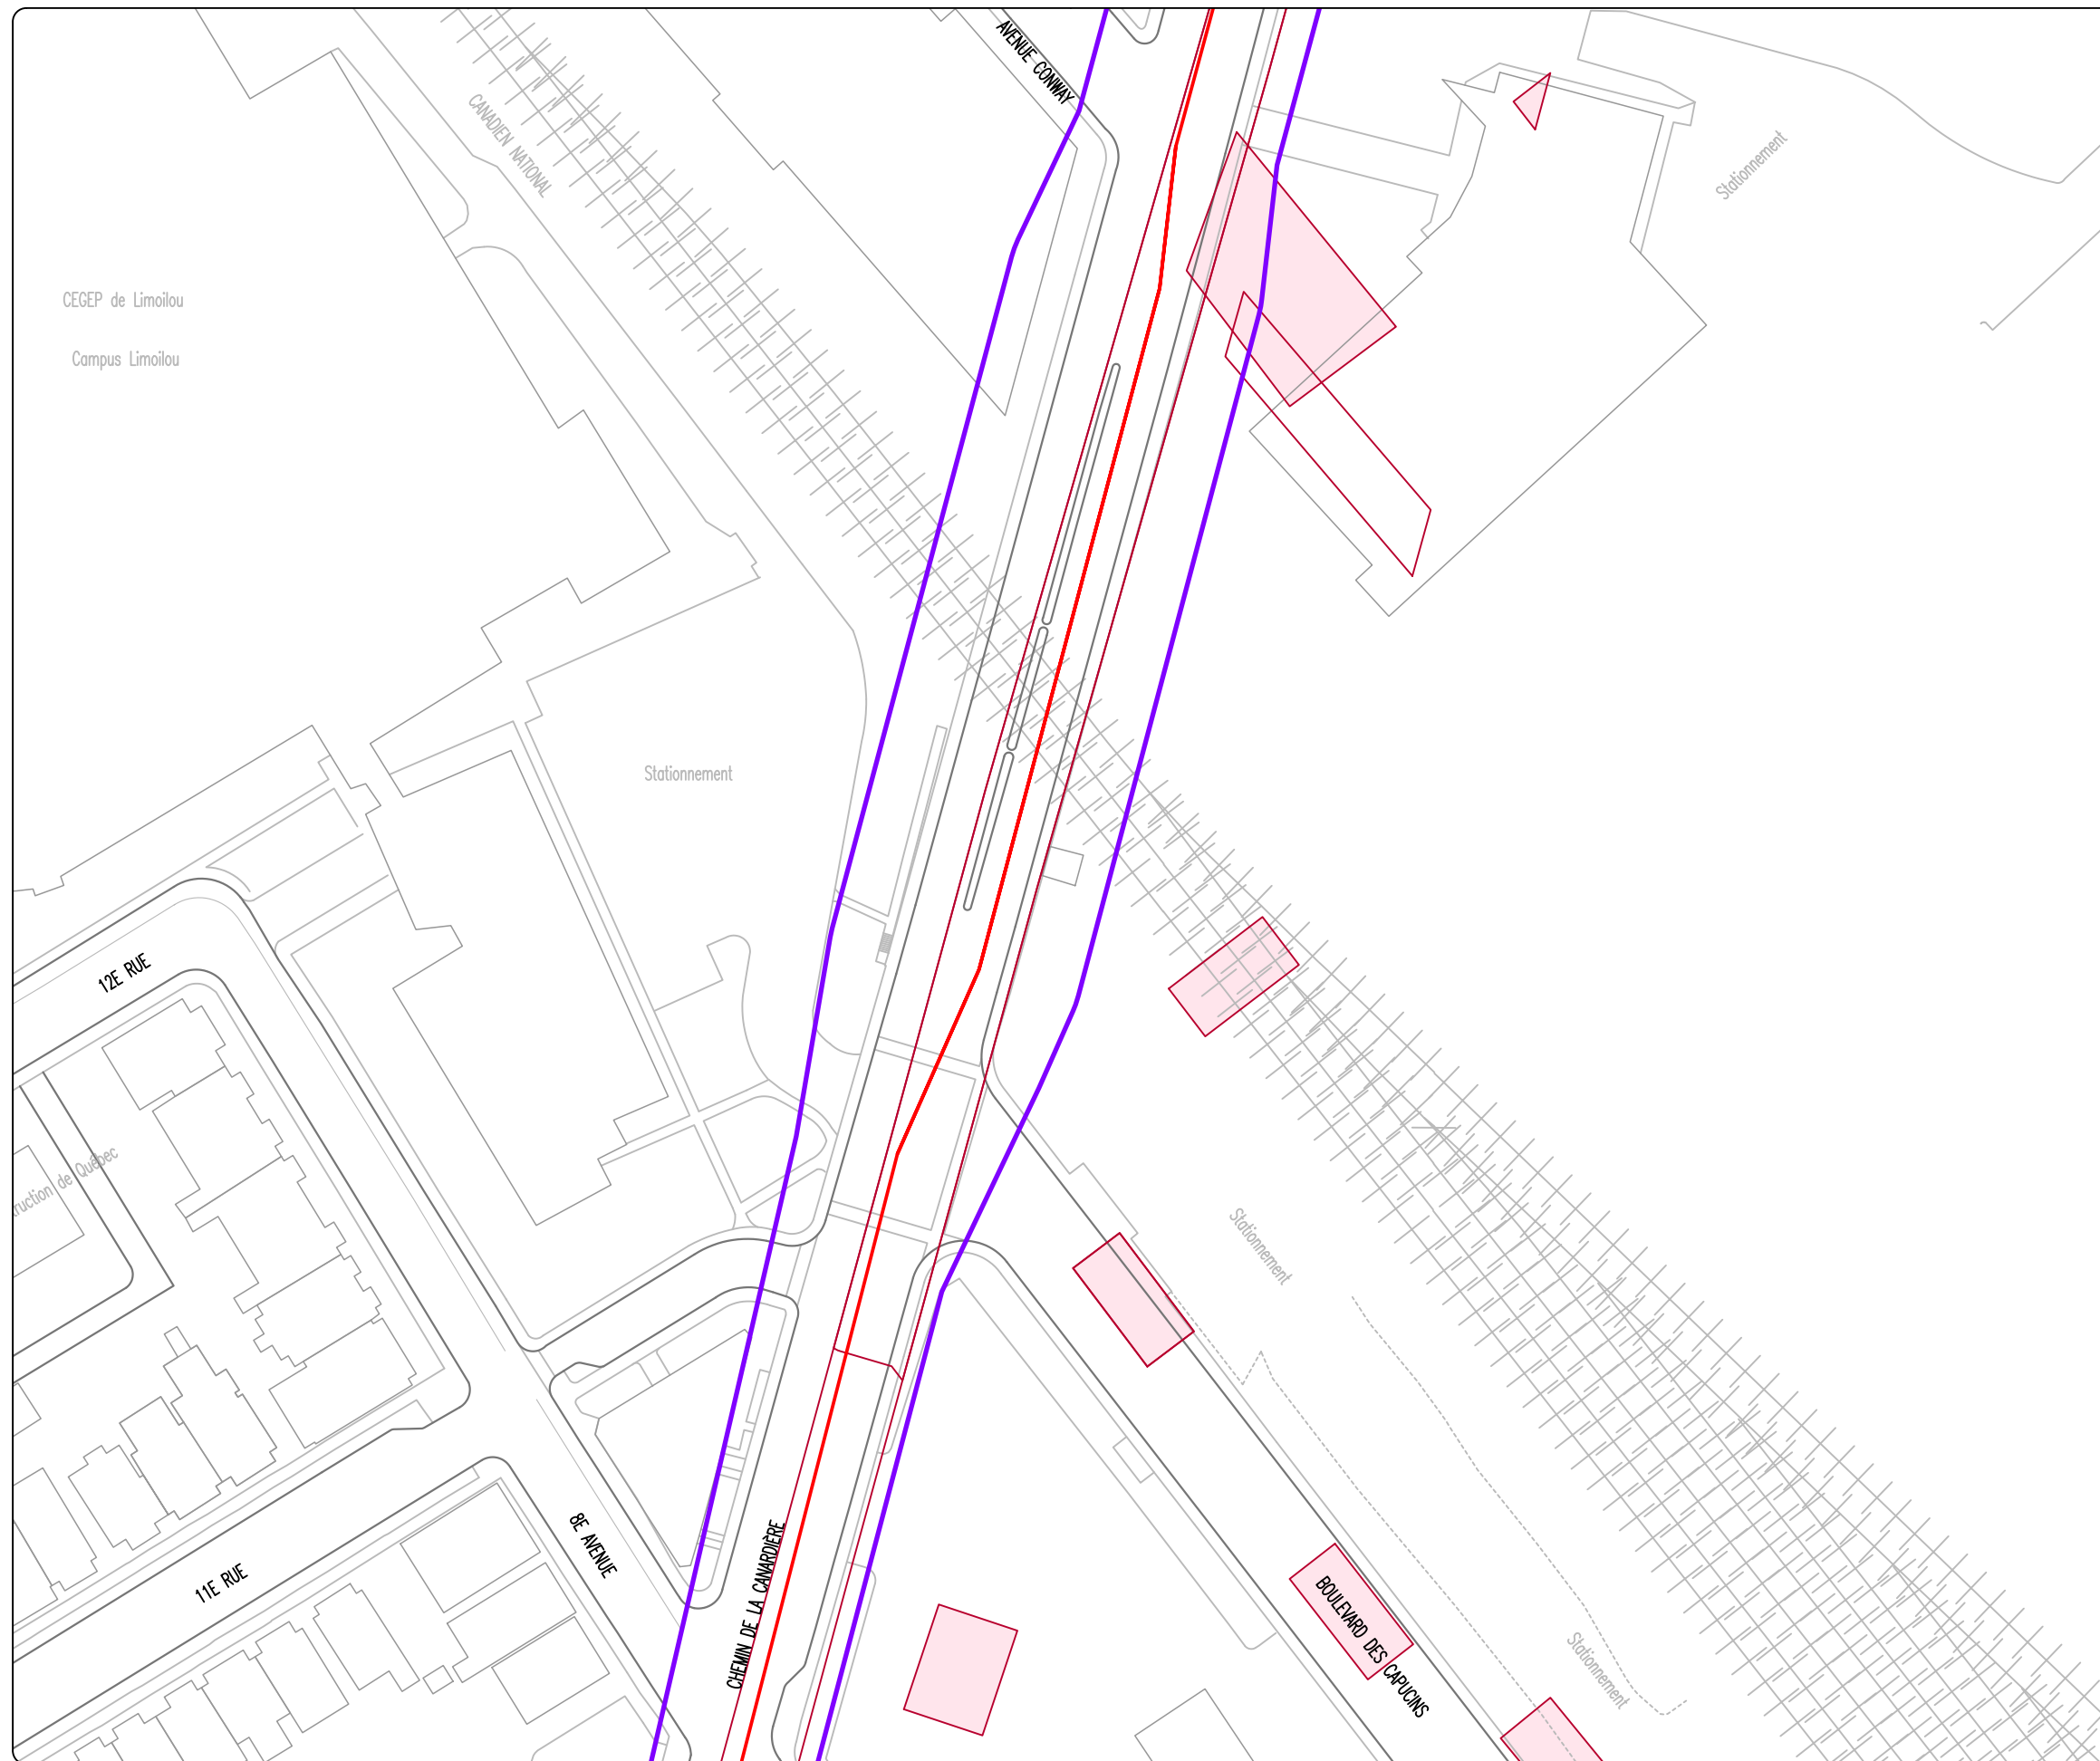 AVENUE CONWAY
CANADIEN NATIONAL
Stationnement
CEGEP de Limoilou
Campus Limoilou
Stationnement
12E RUE
de Québec
Stationnement
8E AVENUE
11E RUE
CHEMIN DE LA CANARDIÈRE
BOULEVARD DES CAPUCINS
Stationnement